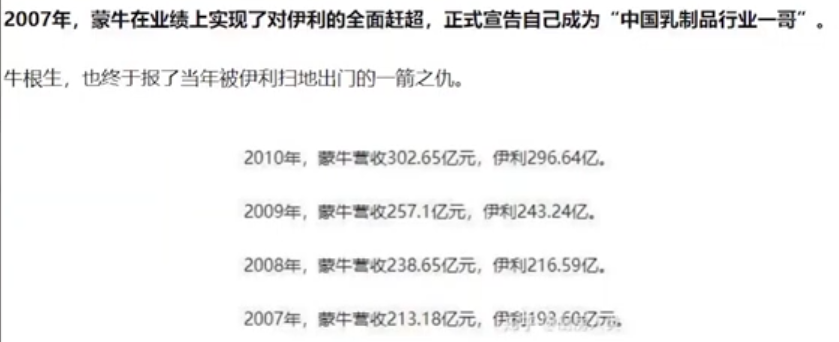 2007年，蒙牛在业绩上实现了对伊利的全面赶超，正式宣告自己成为“中国乳制品行业一哥”。
牛根生，也终于报了当年被伊利扫地出门的一箭之仇。
2010年，蒙牛营收302.65亿元，伊利296.64亿。
2009年，蒙牛营收257.1亿元，伊利243.24亿。
2008年，蒙牛营收238.65亿元，伊利216.59亿。
2007年，蒙牛营收213.18亿元，伊利193.60亿元。